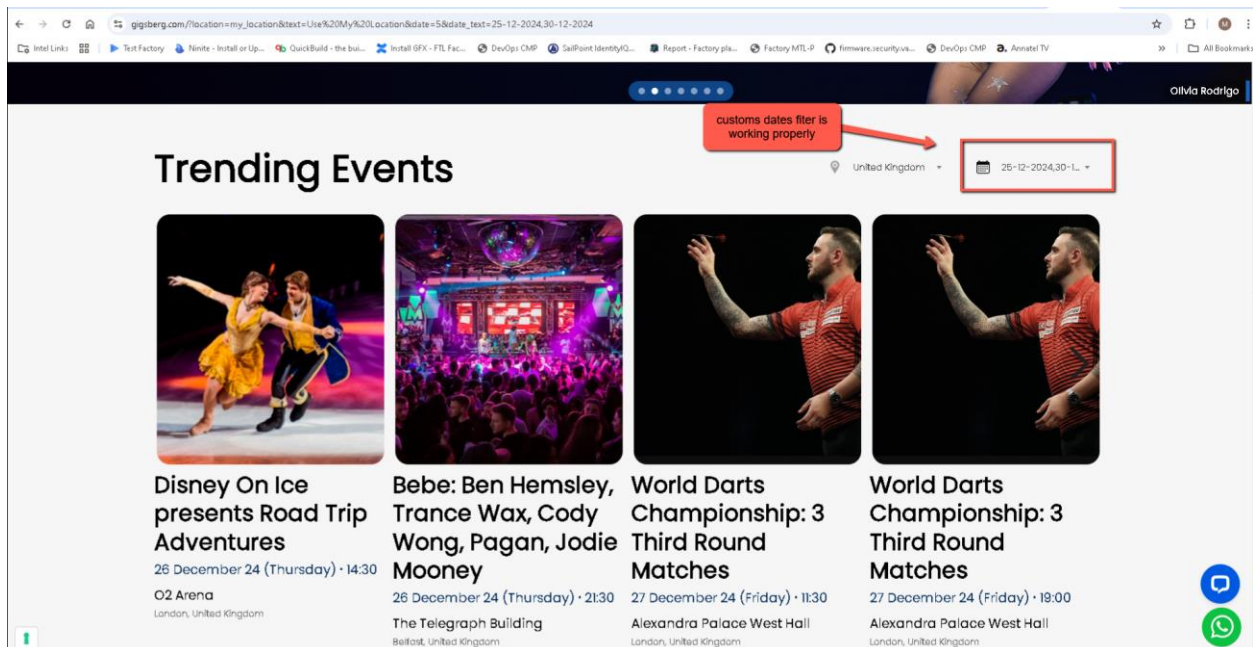 gigsberg.com/?location=my_location&text=Use%20My%20Location&date=5&date_text=25-12-2024,30-12-2024
Intel Links
Test Factory
Ninite - Install or Up...
QuickBuild - the bui...
Install GFX - FTL Fac...
DevOps CMP
SailPoint IdentityIQ...
Report - Factory pla...
Factory MTL-P
firmware.security.va...
DevOps CMP
Annatel TV
All Bookmarks
Olivia Rodrigo
customs dates fiter is
working properly
Trending Events
United Kingdom
25-12-2024,30-1...
Disney On Ice
presents Road Trip
Adventures
26 December 24 (Thursday) • 14:30
O2 Arena
London, United Kingdom
Bebe: Ben Hemsley,
Trance Wax, Cody
Wong, Pagan, Jodie
Mooney
26 December 24 (Thursday) • 21:30
The Telegraph Building
Belfast, United Kingdom
World Darts
Championship: 3
Third Round
Matches
27 December 24 (Friday) • 11:30
Alexandra Palace West Hall
London, United Kingdom
World Darts
Championship: 3
Third Round
Matches
27 December 24 (Friday) • 19:00
Alexandra Palace West Hall
London, United Kingdom